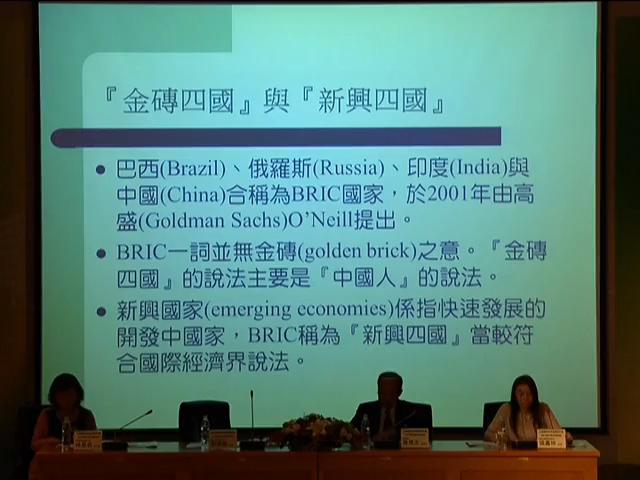 『金磚四國』與『新興四國』
● 巴西(Brazil)、俄羅斯(Russia)、印度(India)與
中國(China)合稱為BRIC國家，於2001年由高
盛(Goldman Sachs)O’Neill提出。
● BRIC一詞並無金磚(golden brick)之意。『金磚
四國』的說法主要是『中國人』的說法。
● 新興國家(emerging economies)係指快速發展的
開發中國家，BRIC稱為『新興四國』當較符
合國際經濟界說法。